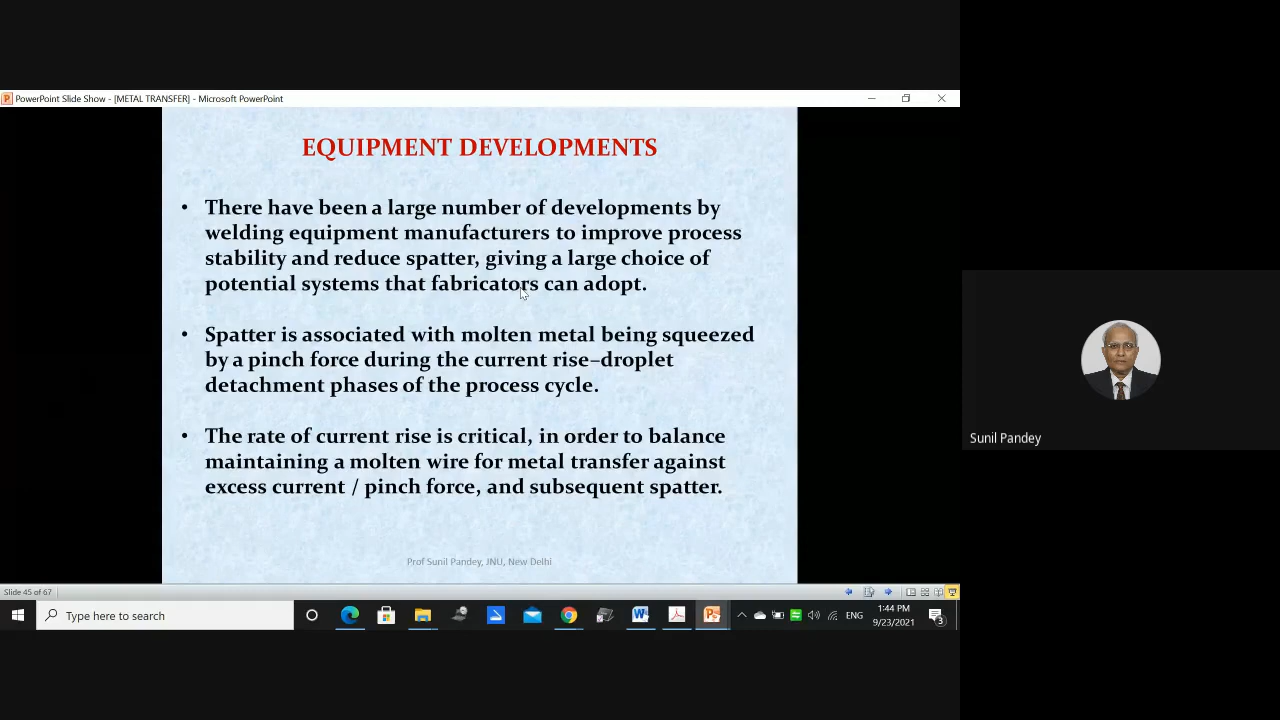 PowerPoint Slide Show - [METAL TRANSFER] - Microsoft PowerPoint
EQUIPMENT DEVELOPMENTS
• There have been a large number of developments by
welding equipment manufacturers to improve process
stability and reduce spatter, giving a large choice of
potential systems that fabricators can adopt.
• Spatter is associated with molten metal being squeezed
by a pinch force during the current rise–droplet
detachment phases of the process cycle.
• The rate of current rise is critical, in order to balance
maintaining a molten wire for metal transfer against
excess current / pinch force, and subsequent spatter.
Prof Sunil Pandey, JNU, New Delhi
Sunil Pandey
Slide 45 of 67
Type here to search
ENG
1:44 PM
9/23/2021
3